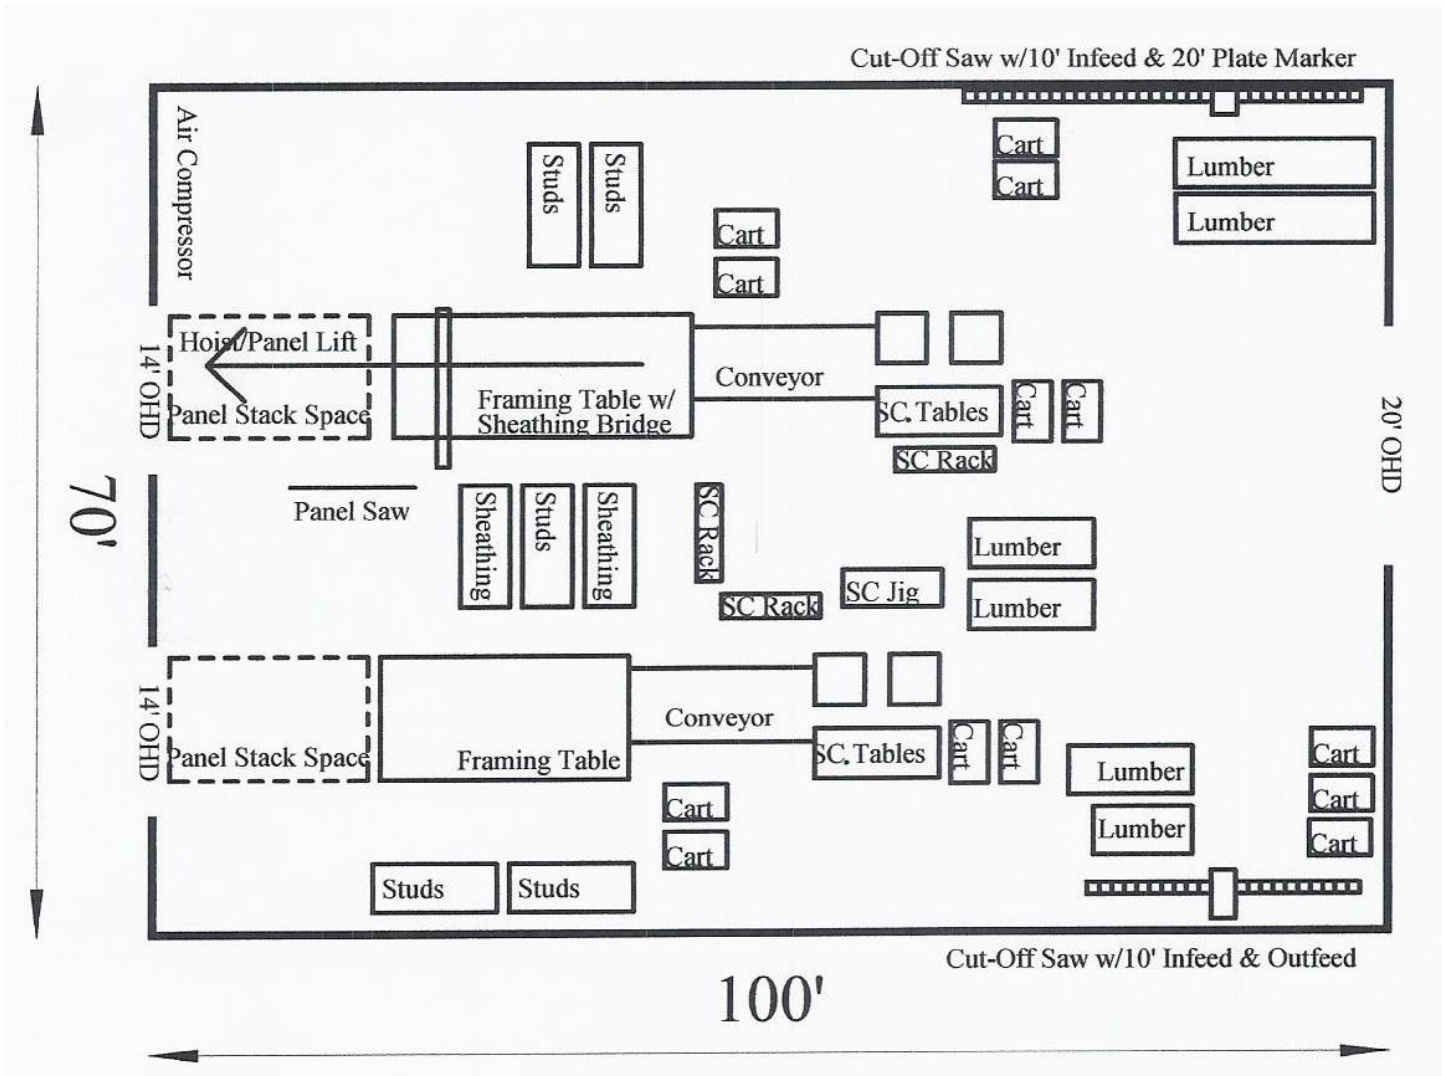 Cut-Off Saw w/10' Infeed & 20' Plate Marker
Air Compressor
Studs
Studs
Cart
Cart
Lumber
Lumber
Cart
Cart
Hoist/Panel Lift
Panel Stack Space
14' OHD
Framing Table w/
Sheathing Bridge
Conveyor
SC. Tables
Cart
Cart
SC Rack
20' OHD
70'
Panel Saw
Sheathing
Studs
Sheathing
SC Rack
SC Rack
SC Jig
Lumber
Lumber
14' OHD
Panel Stack Space
Framing Table
Conveyor
SC. Tables
Cart
Cart
Lumber
Lumber
Cart
Cart
Cart
Cart
Cart
Studs
Studs
Cut-Off Saw w/10' Infeed & Outfeed
100'